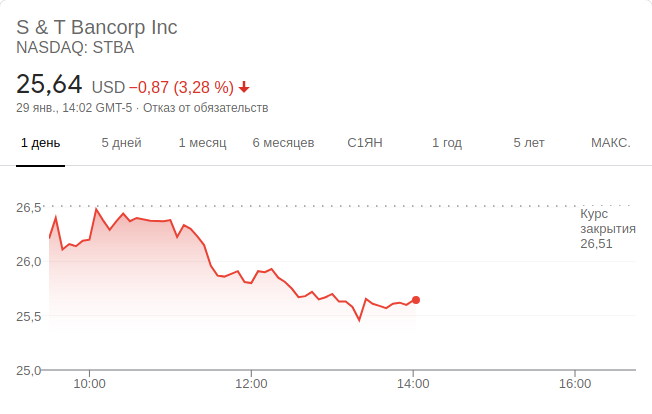 S & T Bancorp Inc
NASDAQ: STBA
25,64 USD −0,87 (3,28 %)
29 янв., 14:02 GMT-5 · Отказ от обязательств
1 день 5 дней 1 месяц 6 месяцев С1ЯН 1 год 5 лет МАКС.
26,5
Курс
закрытия
26,51
26,0
25,5
25,0
10:00 12:00 14:00 16:00